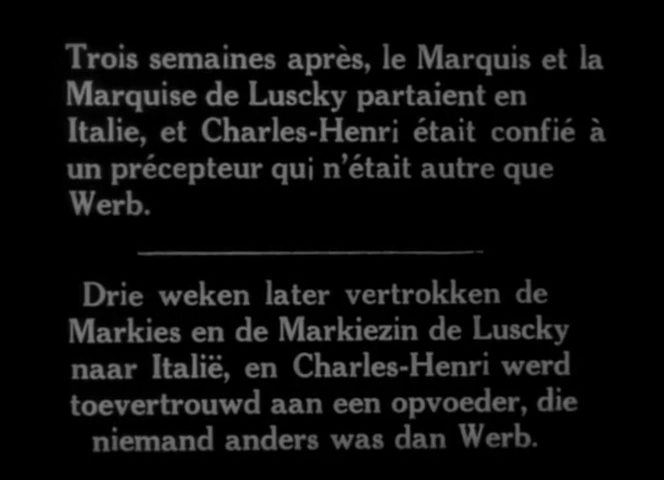 Trois semaines après, le Marquis et la
Marquise de Luscky partaient en
Italie, et Charles-Henri était confié à
un précepteur qui n'était autre que
Werb.
Drie weken later vertrokken de
Markies en de Markiezin de Luscky
naar Italië, en Charles-Henri werd
toevertrouwd aan een opvoeder, die
niemand anders was dan Werb.